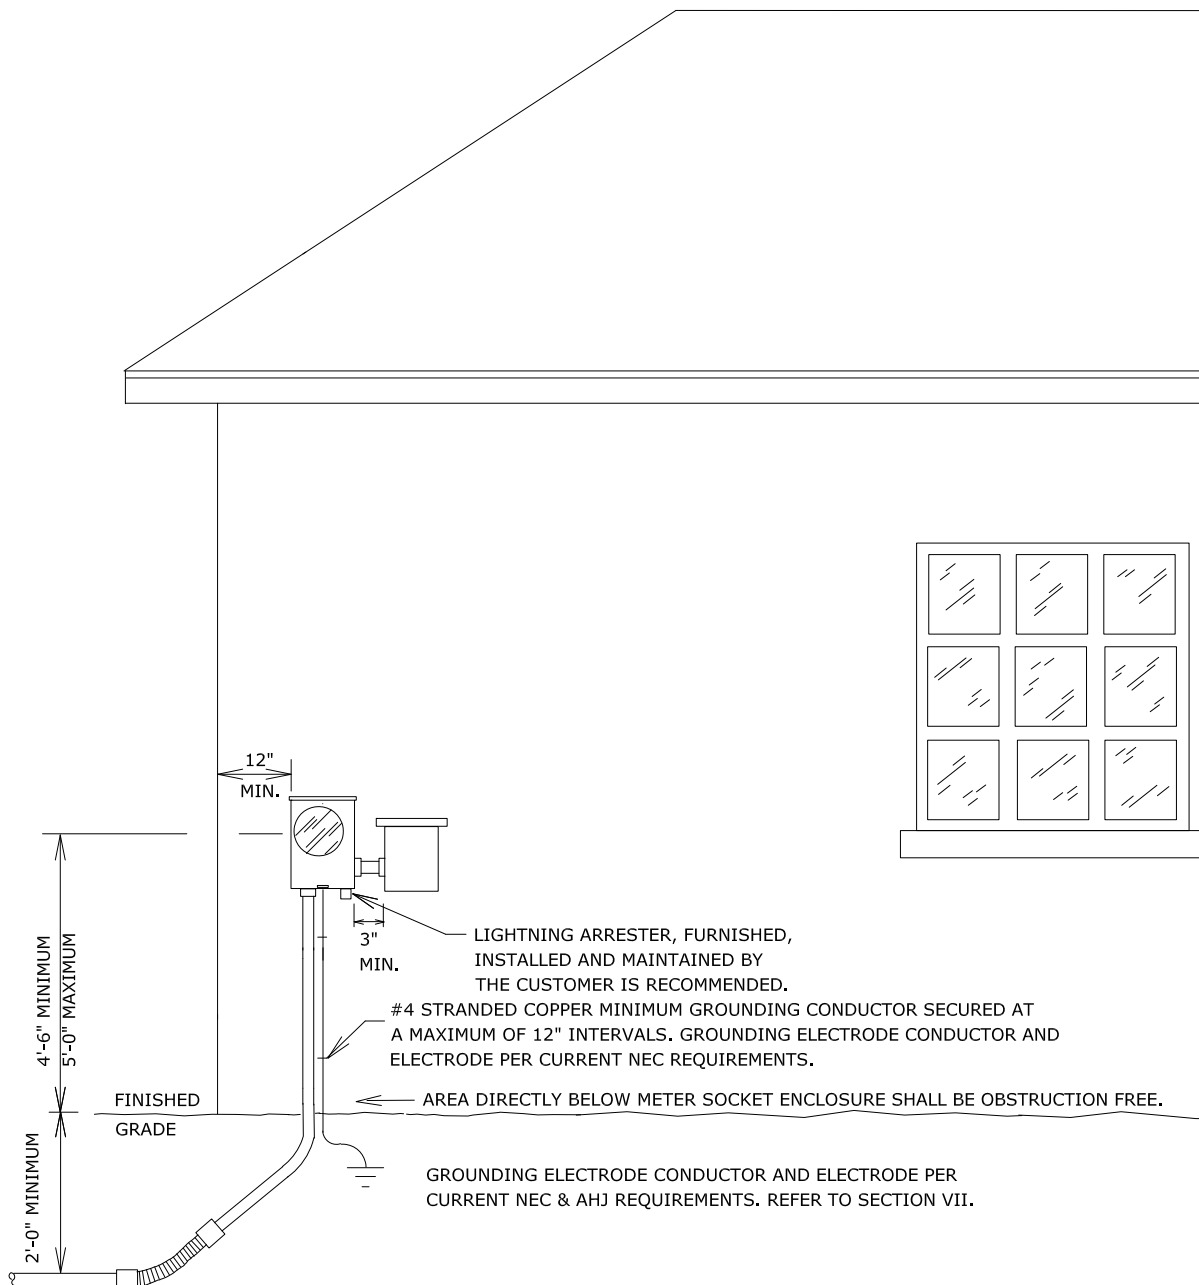 12"
MIN.
3"
MIN.
4'-6" MINIMUM
5'-0" MAXIMUM
LIGHTNING ARRESTER, FURNISHED,
INSTALLED AND MAINTAINED BY
THE CUSTOMER IS RECOMMENDED.
#4 STRANDED COPPER MINIMUM GROUNDING CONDUCTOR SECURED AT
A MAXIMUM OF 12" INTERVALS. GROUNDING ELECTRODE CONDUCTOR AND
ELECTRODE PER CURRENT NEC REQUIREMENTS.
FINISHED
GRADE
AREA DIRECTLY BELOW METER SOCKET ENCLOSURE SHALL BE OBSTRUCTION FREE.
2'-0" MINIMUM
GROUNDING ELECTRODE CONDUCTOR AND ELECTRODE PER
CURRENT NEC & AHJ REQUIREMENTS. REFER TO SECTION VII.